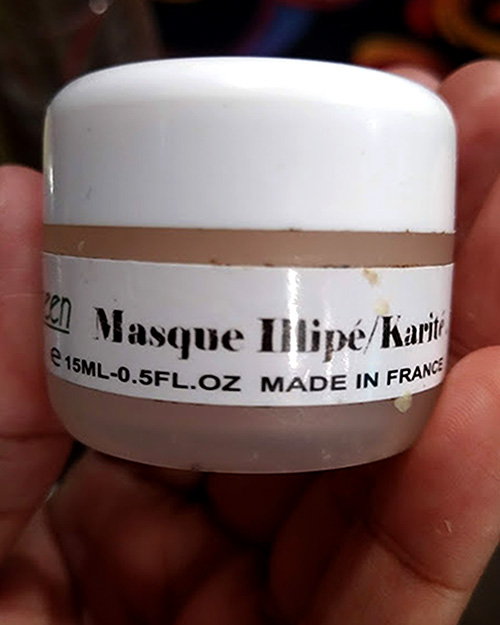 Masque Illipé/Karité
℮ 15ML-0.5FL.OZ MADE IN FRANCE